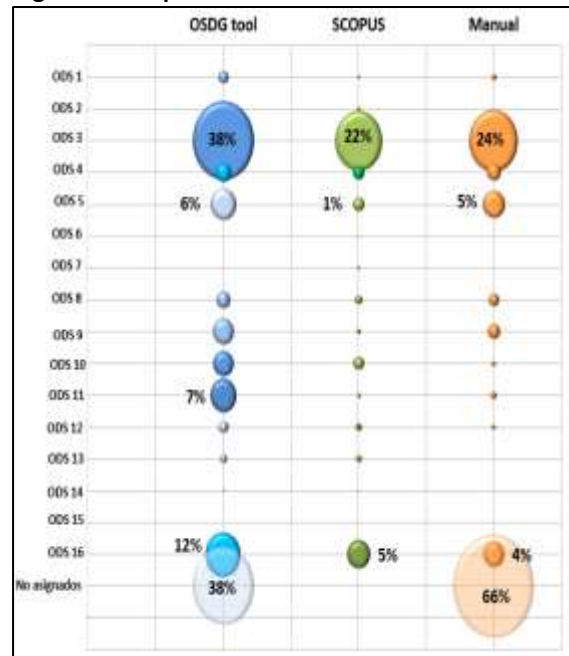 OSDG tool SCOPUS Manual
ODS 1
ODS 2
ODS 3 38% 22% 24%
ODS 4
ODS 5 6% 1% 5%
ODS 6
ODS 7
ODS 8
ODS 9
ODS 10
ODS 11 7%
ODS 12
ODS 13
ODS 14
ODS 15
ODS 16 12% 5% 4%
No asignados 38% 66%